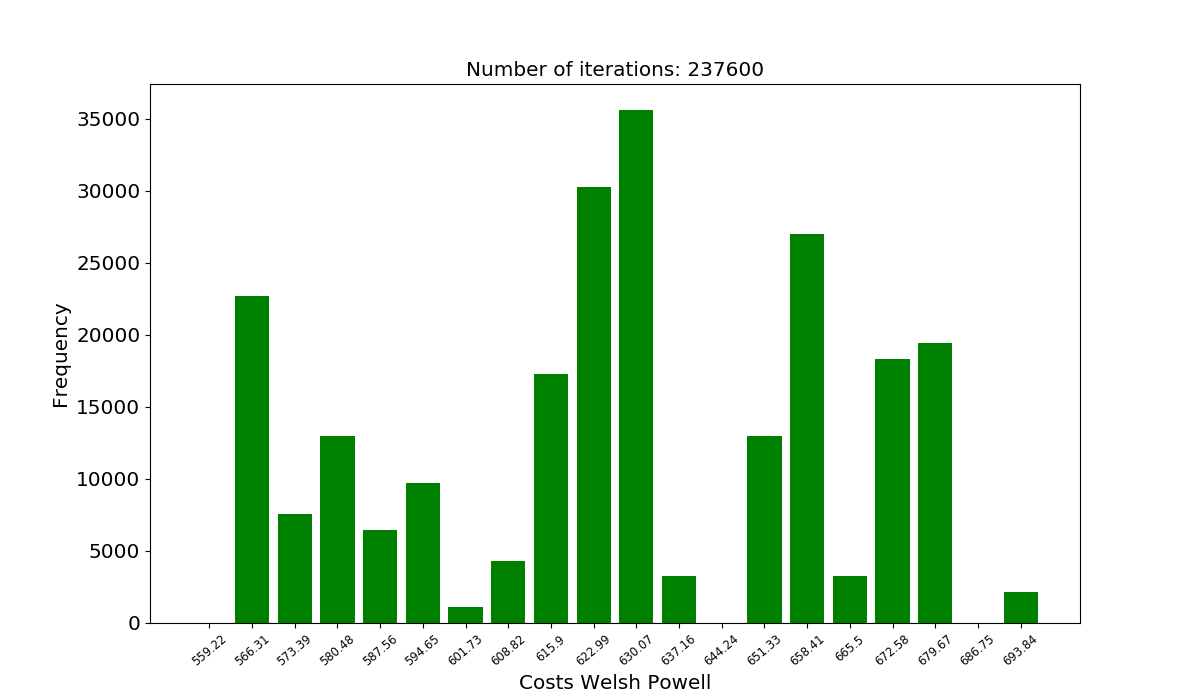 Number of iterations: 237600
35000
30000
25000
20000
15000
10000
5000
0
Frequency
559.22 566.31 573.39 580.48 587.56 594.65 601.73 608.82 615.9 622.99 630.07 637.16 644.24 651.33 658.41 665.5 672.58 679.67 686.75 693.84
Costs Welsh Powell